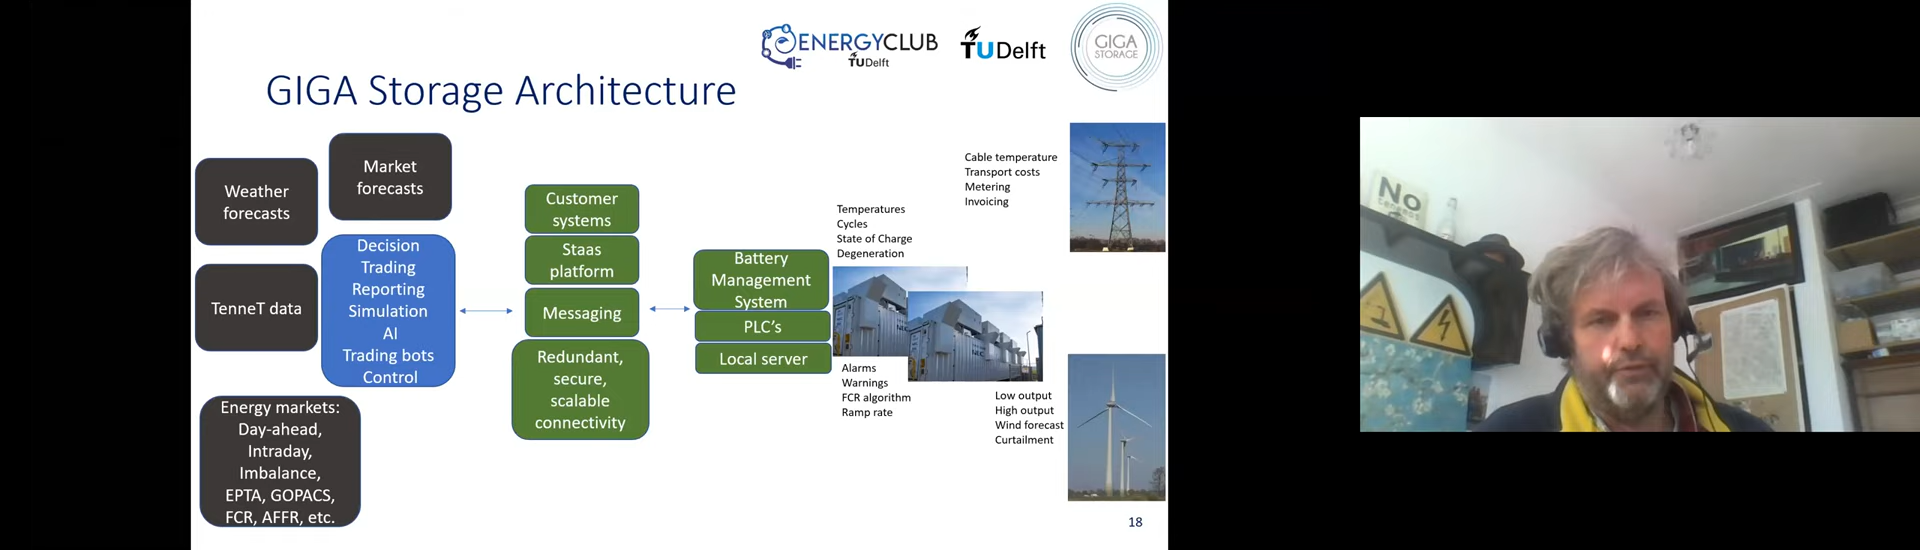 ENERGYCLUB
TUDelft
TUDelft
GIGA
STORAGE
GIGA Storage Architecture
Weather
forecasts
Market
forecasts
TenneT data
Decision
Trading
Reporting
Simulation
AI
Trading bots
Control
Energy markets:
Day-ahead,
Intraday,
Imbalance,
EPTA, GOPACS,
FCR, AFFR, etc.
Customer
systems
Staas
platform
Messaging
Redundant,
secure,
scalable
connectivity
Battery
Management
System
PLC's
Local server
Temperatures
Cycles
State of Charge
Degeneration
Alarms
Warnings
FCR algorithm
Ramp rate
Cable temperature
Transport costs
Metering
Invoicing
Low output
High output
Wind forecast
Curtailment
18
No